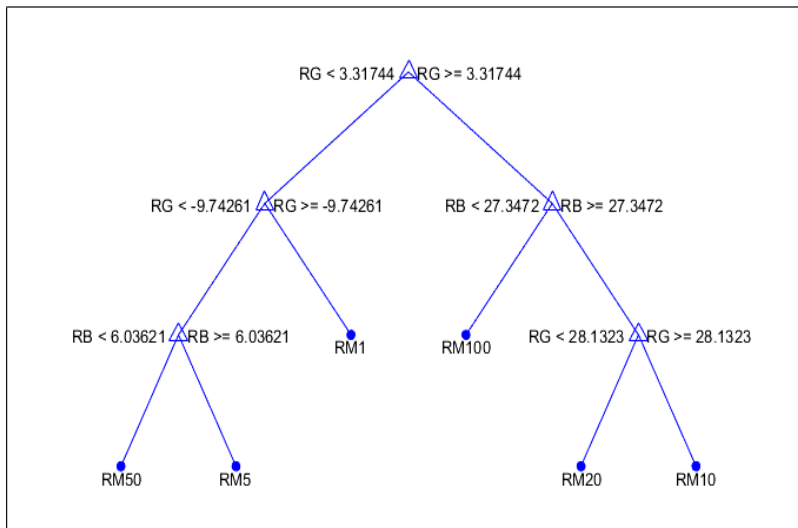 RG < 3.31744 RG >= 3.31744
RG < -9.74261 RG >= -9.74261 RB < 27.3472 RB >= 27.3472
RB < 6.03621 RB >= 6.03621 RM1 RM100 RG < 28.1323 RG >= 28.1323
RM50 RM5 RM20 RM10